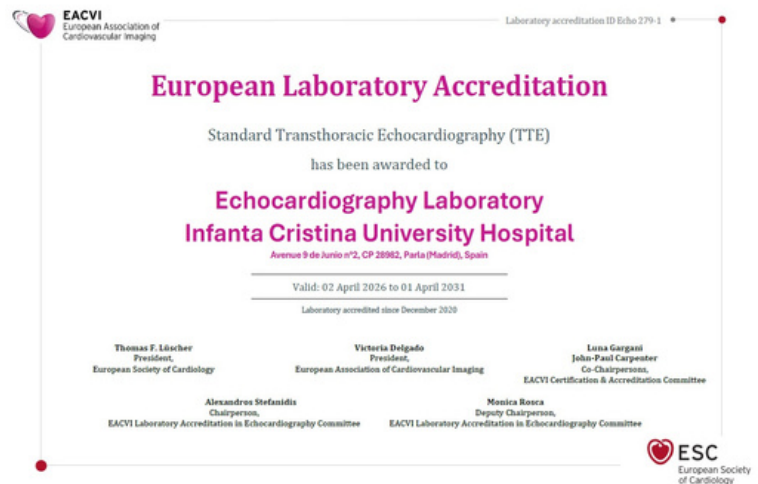 EACVI
European Association of
Cardiovascular Imaging
Laboratory accreditation ID Echo 279-1
European Laboratory Accreditation
Standard Transthoracic Echocardiography (TTE)
has been awarded to
Echocardiography Laboratory
Infanta Cristina University Hospital
Avenue 9 de Junio nº2, CP 28982, Parla (Madrid), Spain
Valid: 02 April 2026 to 01 April 2031
Laboratory accredited since December 2020
Thomas F. Lüscher
President,
European Society of Cardiology
Victoria Delgado
President,
European Association of Cardiovascular Imaging
Luna Gargani
John-Paul Carpenter
Co-Chairpersons,
EACVI Certification & Accreditation Committee
Alexandros Stefanidis
Chairperson,
EACVI Laboratory Accreditation in Echocardiography Committee
Monica Rosca
Deputy Chairperson,
EACVI Laboratory Accreditation in Echocardiography Committee
ESC
European Society
of Cardiology